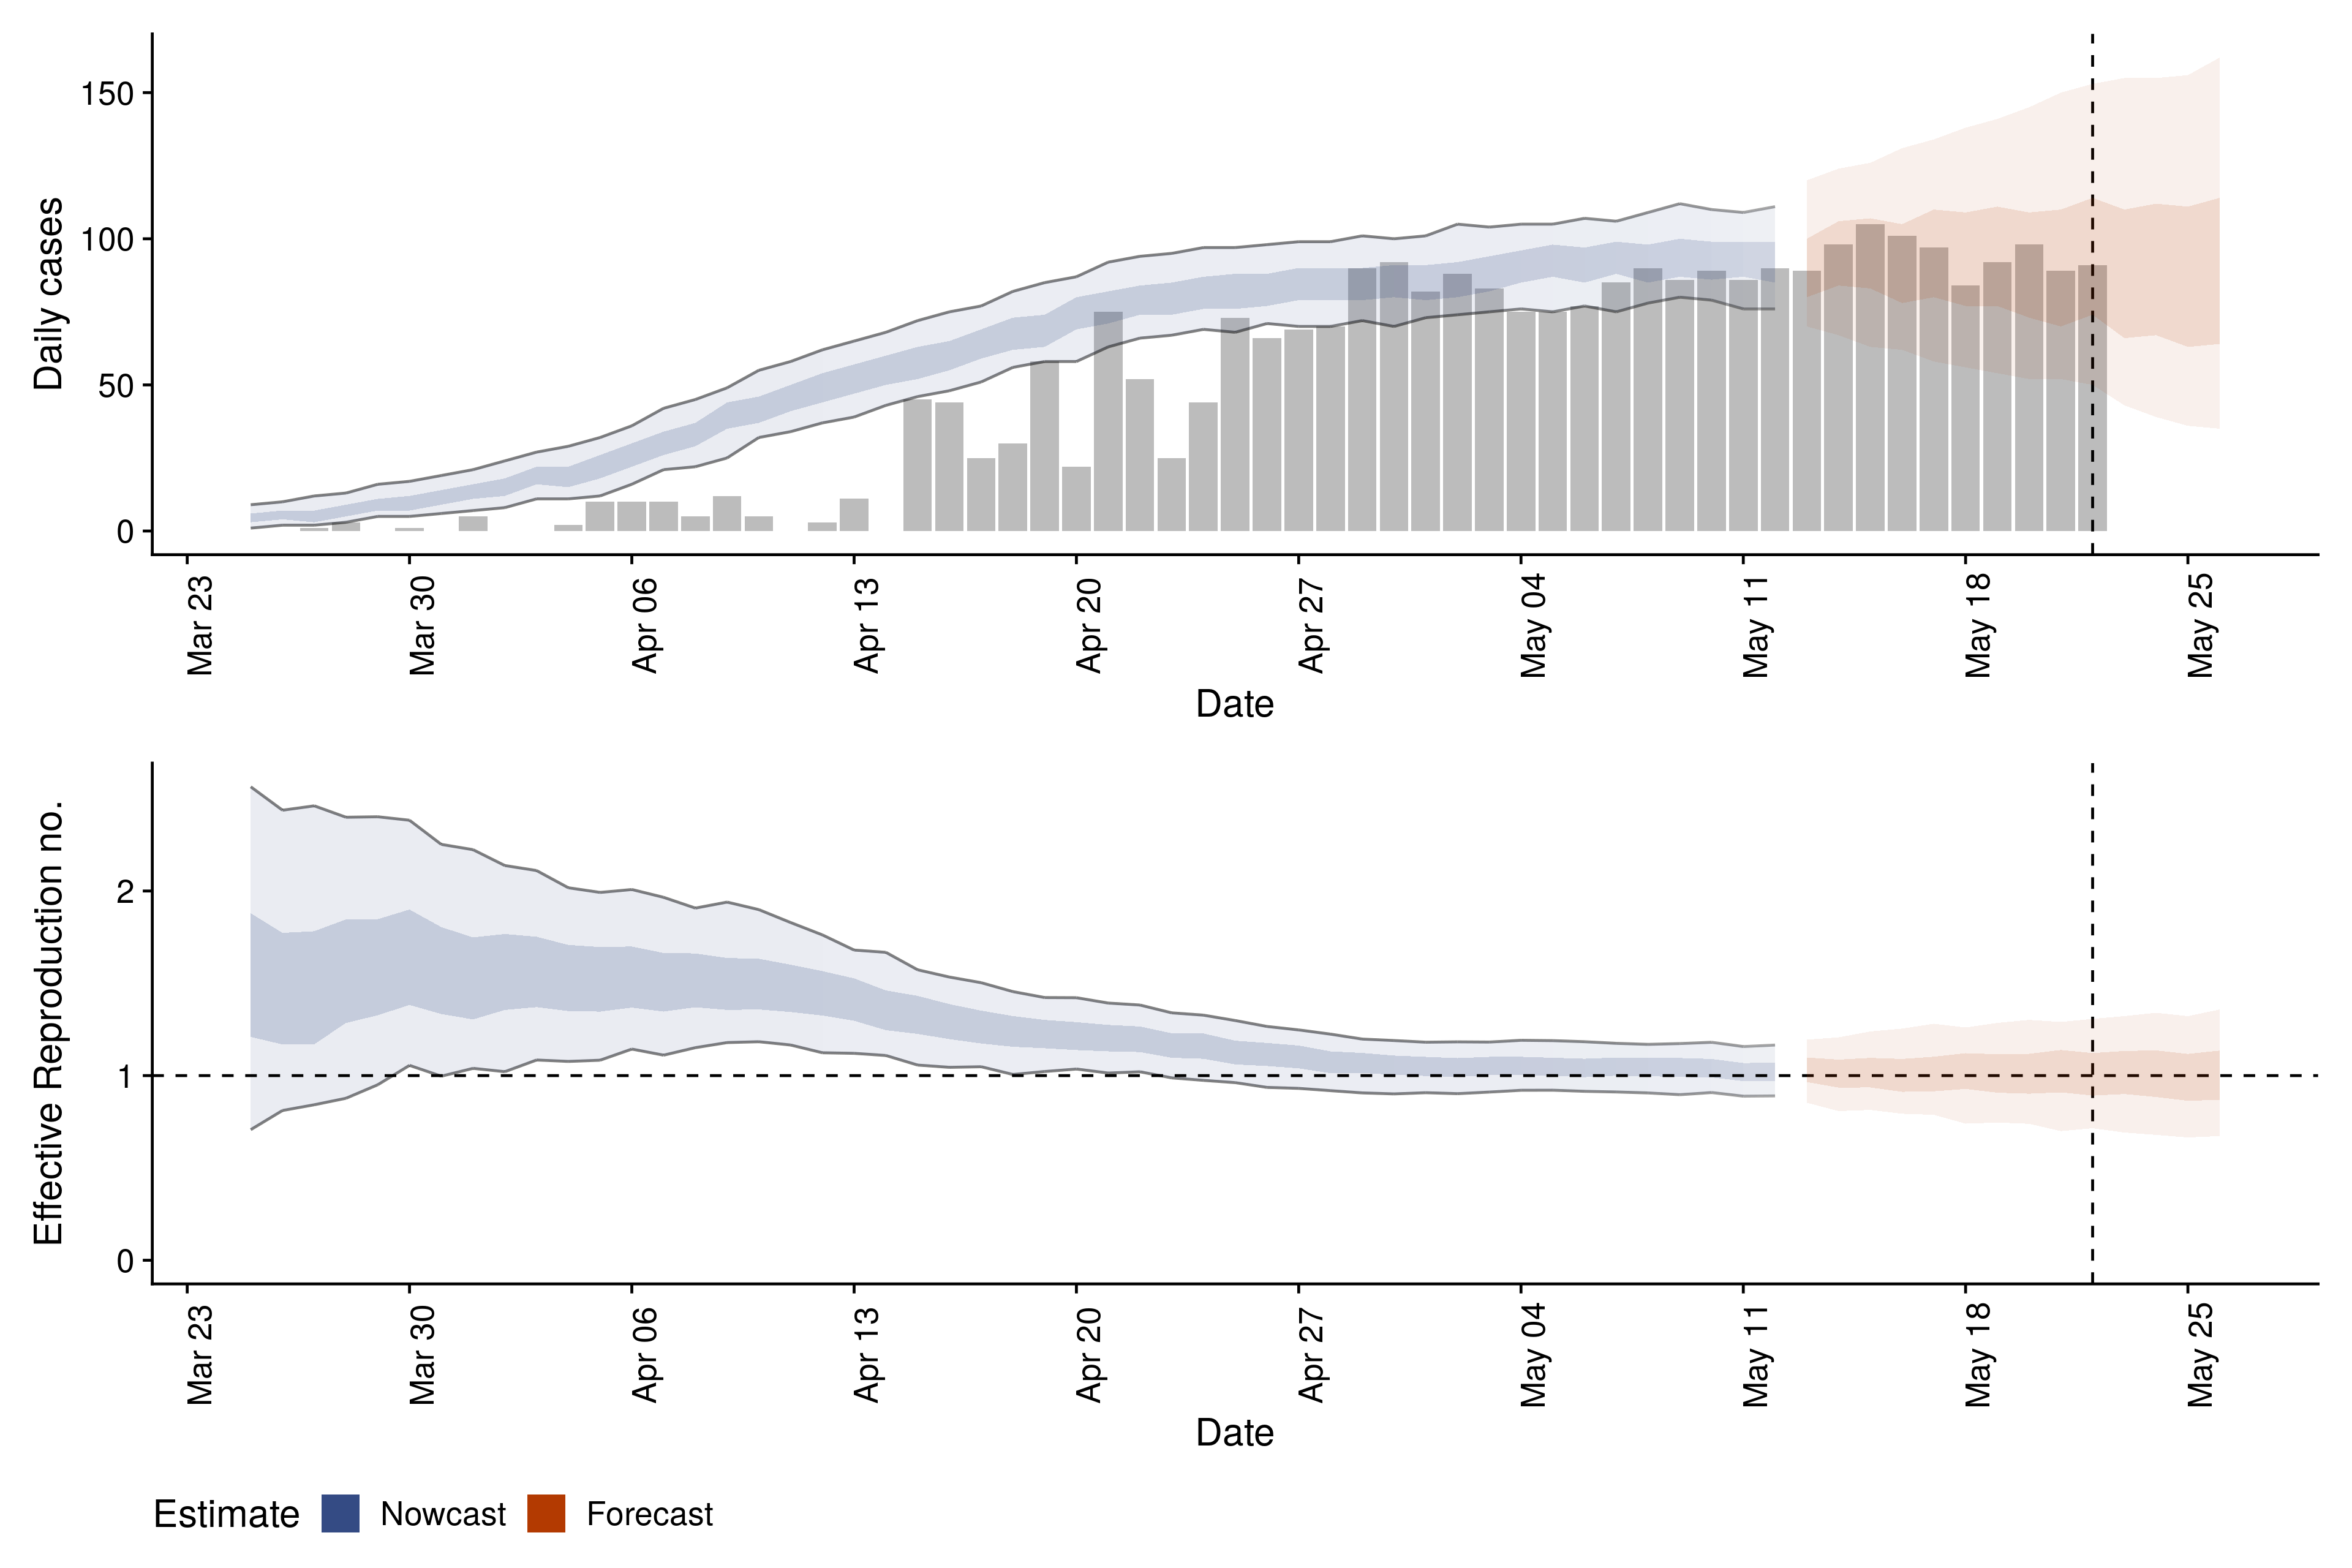 Daily cases
150
100
50
0
Mar 23
Mar 30
Apr 06
Apr 13
Apr 20
Apr 27
May 04
May 11
May 18
May 25
Date
Effective Reproduction no.
2
1
0
Mar 23
Mar 30
Apr 06
Apr 13
Apr 20
Apr 27
May 04
May 11
May 18
May 25
Date
Estimate Nowcast Forecast